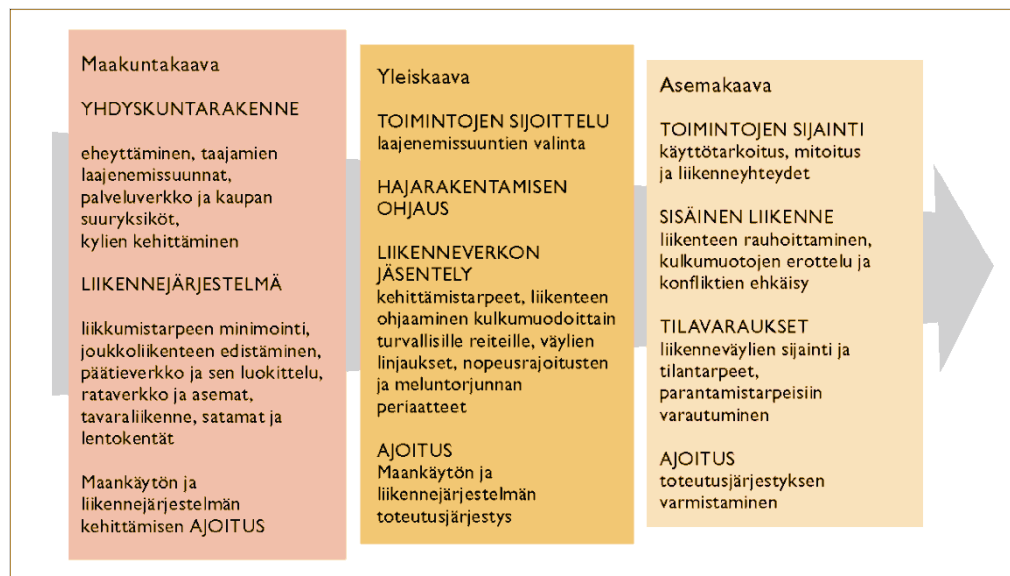 Maakuntakaava
YHDYSKUNTARAKENNE
eheyttäminen, taajamien
laajenemissuunnat,
palveluverkko ja kaupan
suuryksiköt,
kylien kehittäminen
LIIKENNEJÄRJESTELMÄ
liikkumistarpeen minimointi,
joukkoliikenteen edistäminen,
päätieverkko ja sen luokittelu,
rataverkko ja asemat,
tavaraliikenne, satamat ja
lentokentät
Maankäytön ja
liikennejärjestelmän
kehittämisen AJOITUS
Yleiskaava
TOIMINTOJEN SIJOITTELU
laajenemissuuntien valinta
HAJARAKENTAMISEN
OHJAUS
LIIKENNEVERKON
JÄSENTELY
kehittämistarpeet, liikenteen
ohjaaminen kulkumuodoittain
turvallisille reiteille, väylien
linjaukset, nopeusrajoitusten
ja meluntorjunnan
periaatteet
AJOITUS
Maankäytön ja
liikennejärjestelmän
toteutusjärjestys
Asemakaava
TOIMINTOJEN SIJAINTI
käyttötarkoitus, mitoitus
ja liikenneyhteydet
SISÄINEN LIIKENNE
liikenteen rauhoittaminen,
kulkumuotojen erottelu ja
konfliktien ehkäisy
TILAVARAUKSET
liikenneväylien sijainti ja
tilantarpeet,
parantamistarpeisiin
varautuminen
AJOITUS
toteutusjärjestyksen
varmistaminen